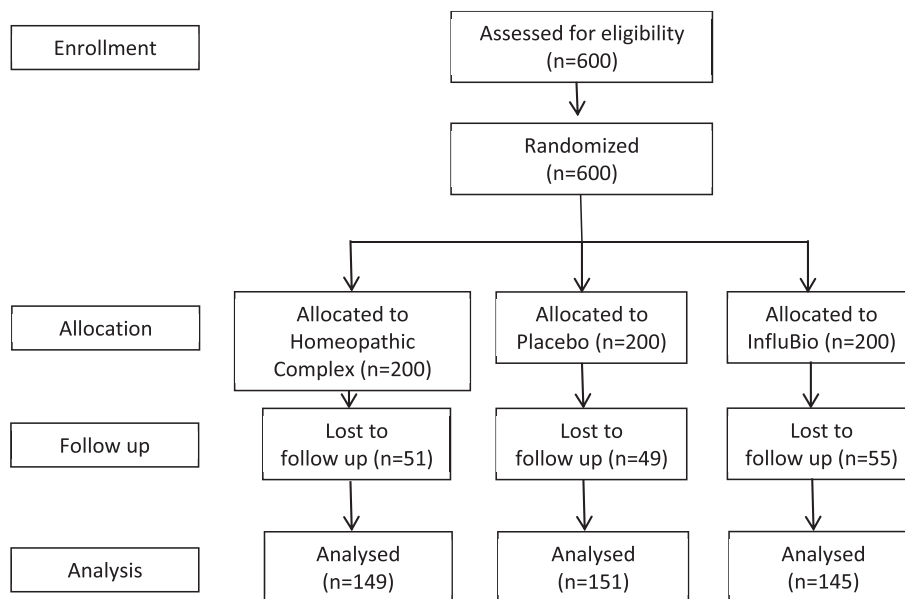 Enrollment
Assessed for eligibility
(n=600)
Randomized
(n=600)
Allocation
Allocated to
Homeopathic
Complex (n=200)
Allocated to
Placebo (n=200)
Allocated to
InfluBio (n=200)
Follow up
Lost to
follow up (n=51)
Lost to
follow up (n=49)
Lost to
follow up (n=55)
Analysis
Analysed
(n=149)
Analysed
(n=151)
Analysed
(n=145)